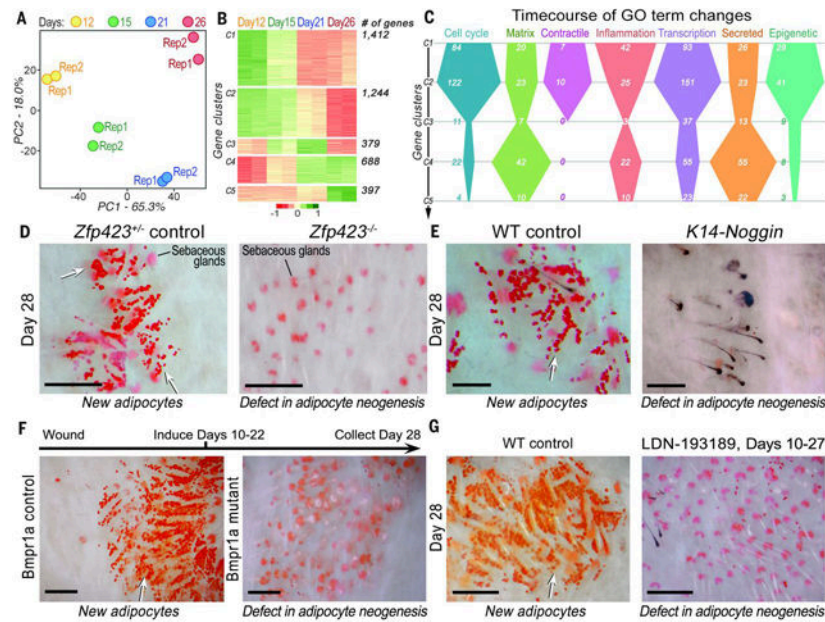 A Days: 12 15 21 26
Rep2
Rep1
Rep2
Rep1
Rep1
Rep2
Rep1
Rep2
20
0
-20
-40 40
PC2 - 18.0%
PC1 - 65.3%
B Day12 Day15 Day21 Day26 # of genes
Gene clusters
C1 1,412
C2 1,244
C3 379
C4 688
C5 397
-1 0 1
C Timecourse of GO term changes
Cell cycle Matrix Contractile Inflammation Transcription Secreted Epigenetic
Gene clusters
C1 64 20 7 42 93 26 29
C2 122 23 10 25 151 23 41
C3 11 7 0 3 37 13 9
C4 22 42 0 22 55 55 8
C5 4 10 0 10 23 22 3
D Zfp423+/- control Zfp423-/-
Day 28
Sebaceous glands
Sebaceous glands
New adipocytes Defect in adipocyte neogenesis
E WT control K14-Noggin
Day 28
New adipocytes Defect in adipocyte neogenesis
F Wound Induce Days 10-22 Collect Day 28
Bmpr1a control
Bmpr1a mutant
New adipocytes Defect in adipocyte neogenesis
G WT control LDN-193189, Days 10-27
Day 28
New adipocytes Defect in adipocyte neogenesis